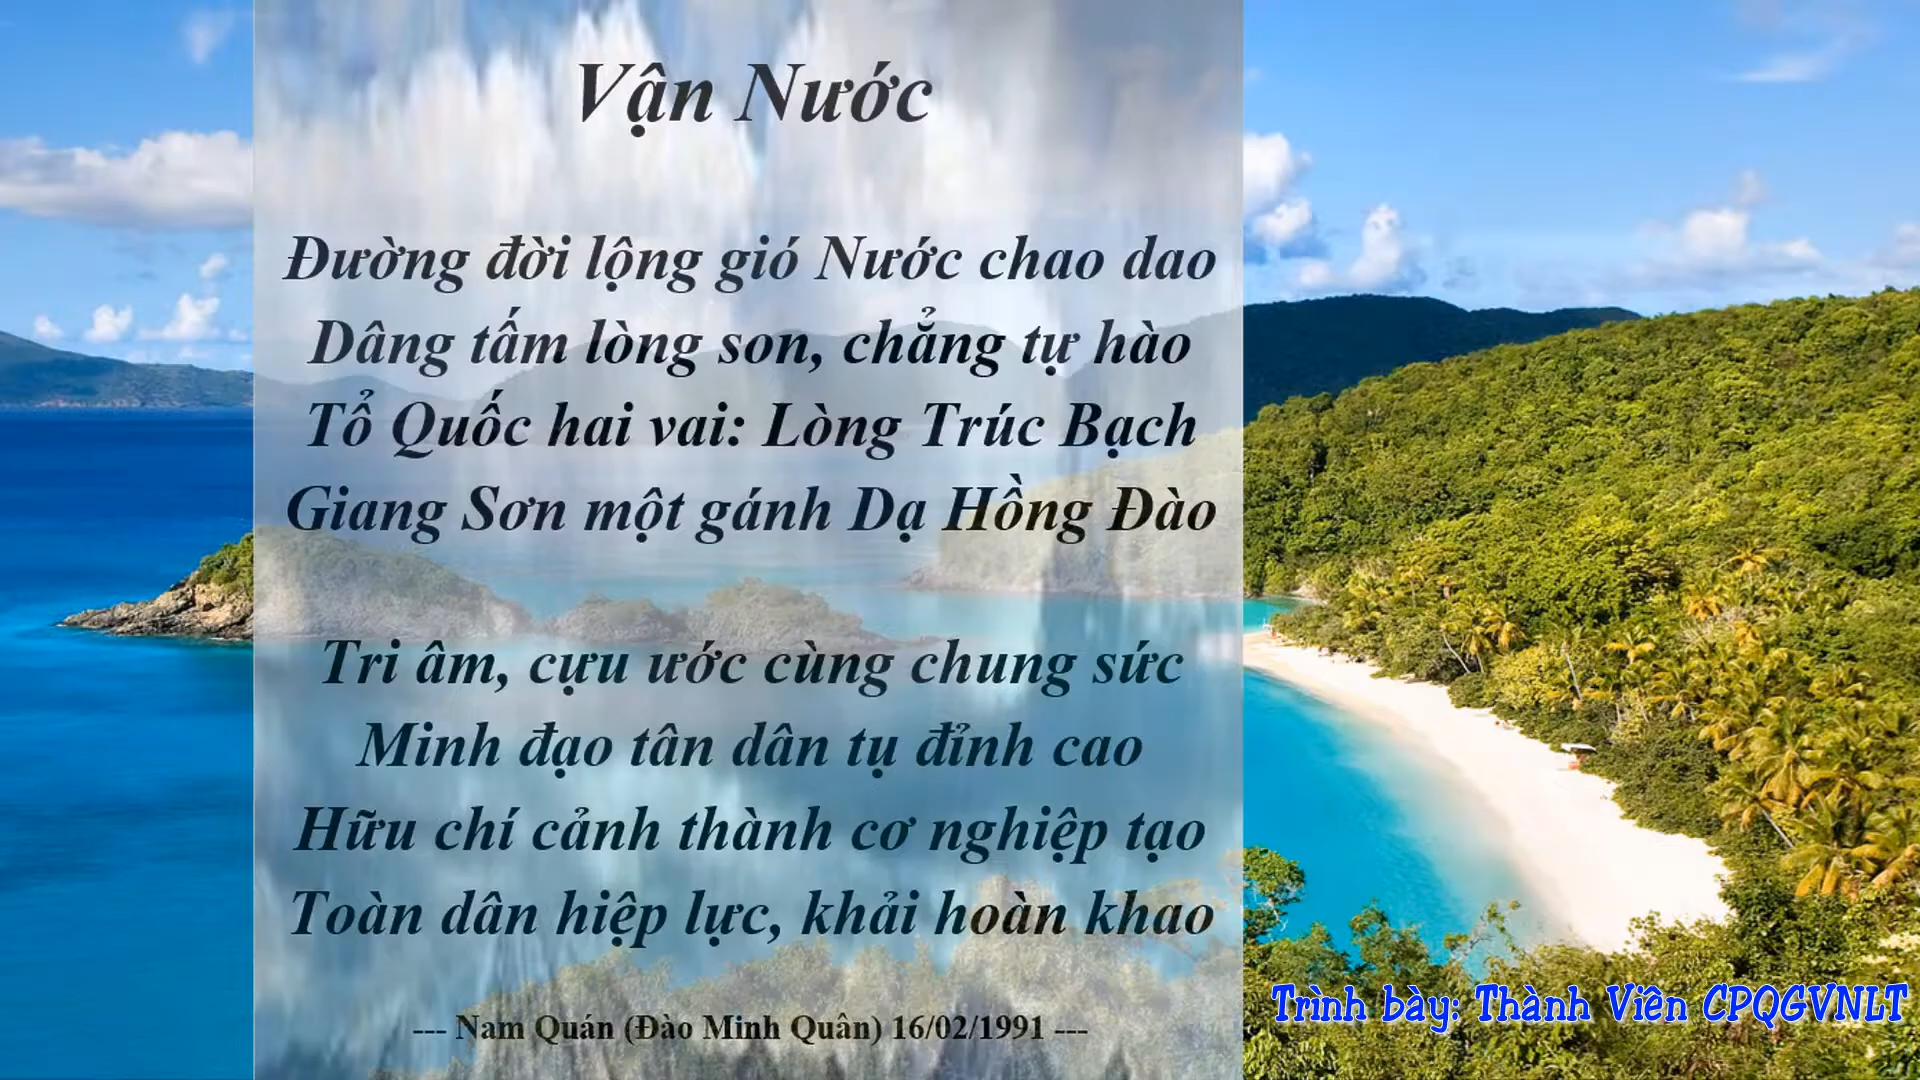 Vận Nước
Đường đời lộng gió Nước chao dao
Dâng tấm lòng son, chẳng tự hào
Tổ Quốc hai vai: Lòng Trúc Bạch
Giang Sơn một gánh Dạ Hồng Đào
Tri âm, cựu ước cùng chung sức
Minh đạo tân dân tụ đỉnh cao
Hữu chí cảnh thành cơ nghiệp tạo
Toàn dân hiệp lực, khải hoàn khao
--- Nam Quán (Đào Minh Quân) 16/02/1991 ---
Trình bày: Thành Viên CPQGVNLT